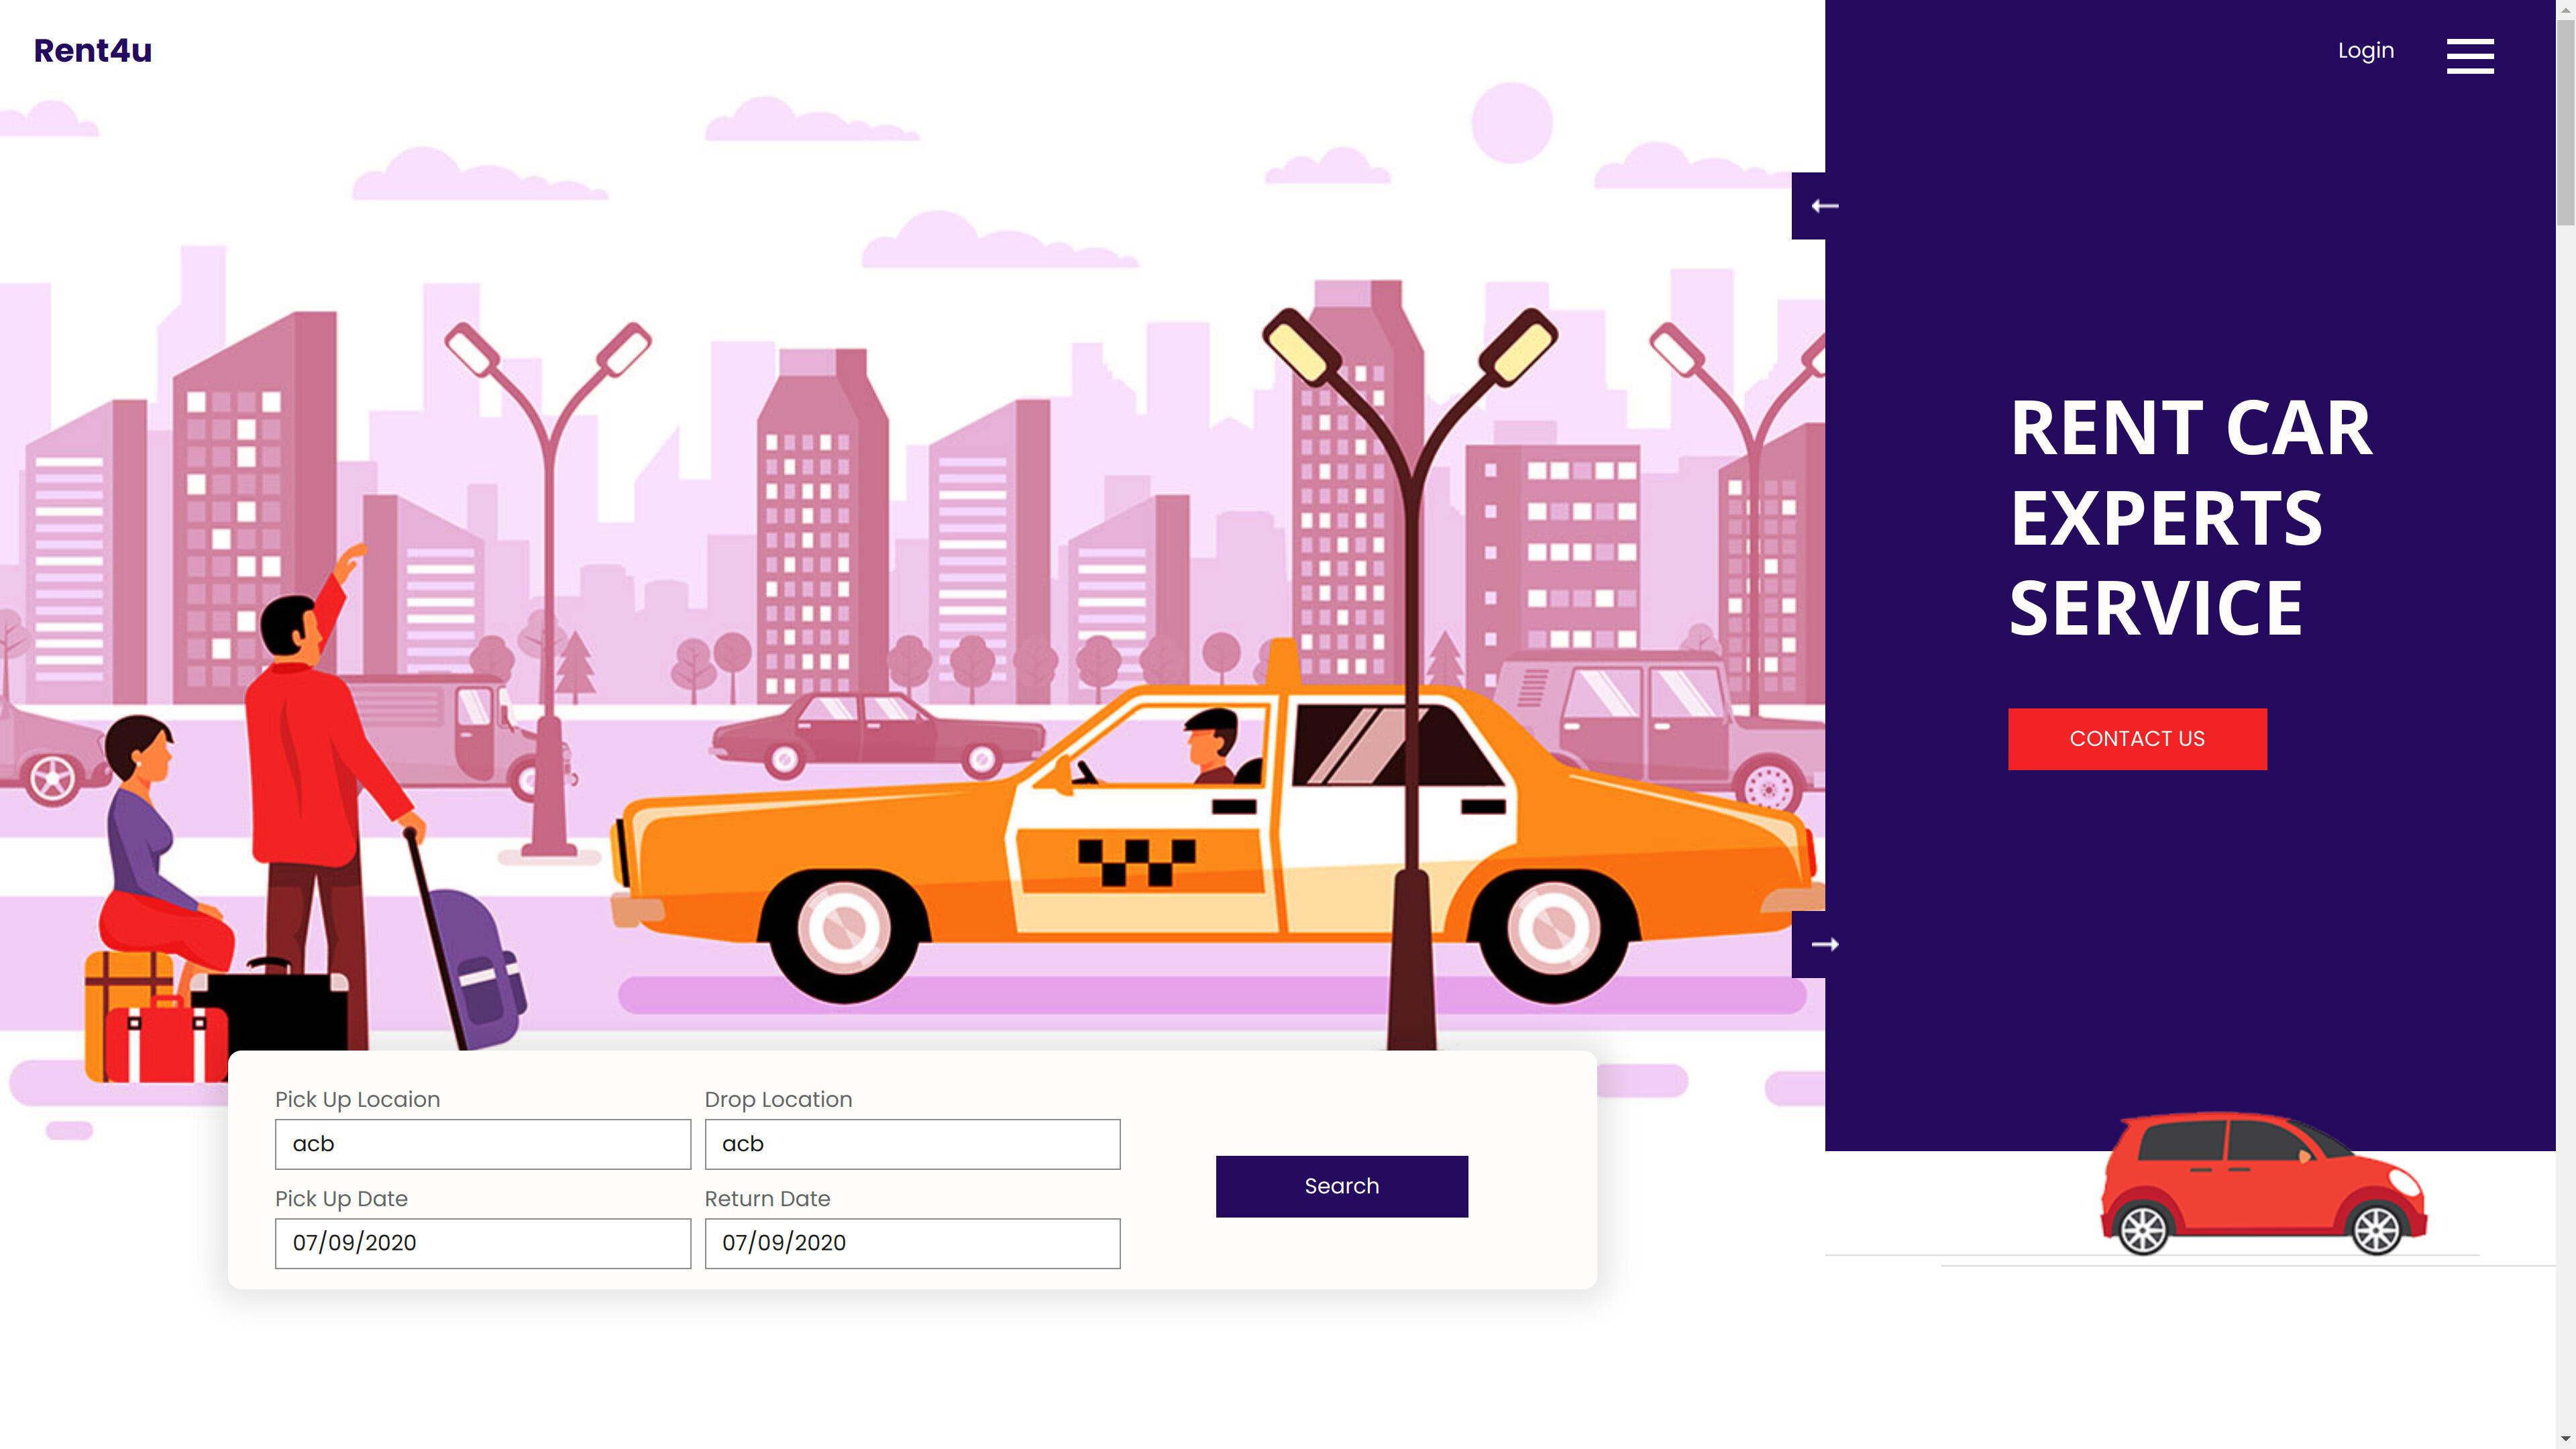 Rent4u
Login
RENT CAR
EXPERTS
SERVICE
CONTACT US
Pick Up Locaion
Drop Location
acb
acb
Pick Up Date
Return Date
07/09/2020
07/09/2020
Search